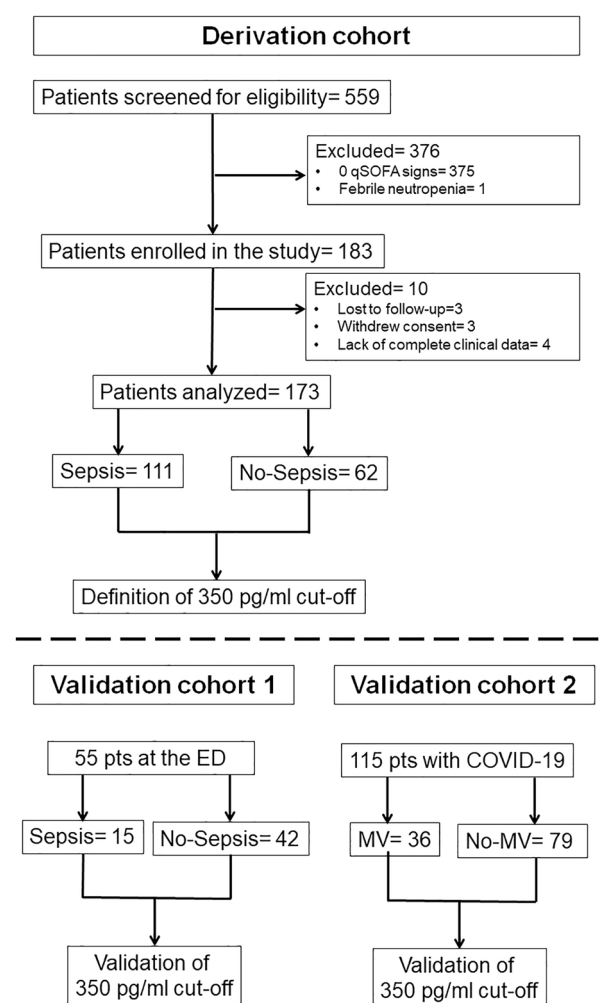 Derivation cohort
Patients screened for eligibility= 559
Excluded= 376
• 0 qSOFA signs= 375
• Febrile neutropenia= 1
Patients enrolled in the study= 183
Excluded= 10
• Lost to follow-up=3
• Withdrew consent= 3
• Lack of complete clinical data= 4
Patients analyzed= 173
Sepsis= 111
No-Sepsis= 62
Definition of 350 pg/ml cut-off
Validation cohort 1
55 pts at the ED
Sepsis= 15
No-Sepsis= 42
Validation of
350 pg/ml cut-off
Validation cohort 2
115 pts with COVID-19
MV= 36
No-MV= 79
Validation of
350 pg/ml cut-off